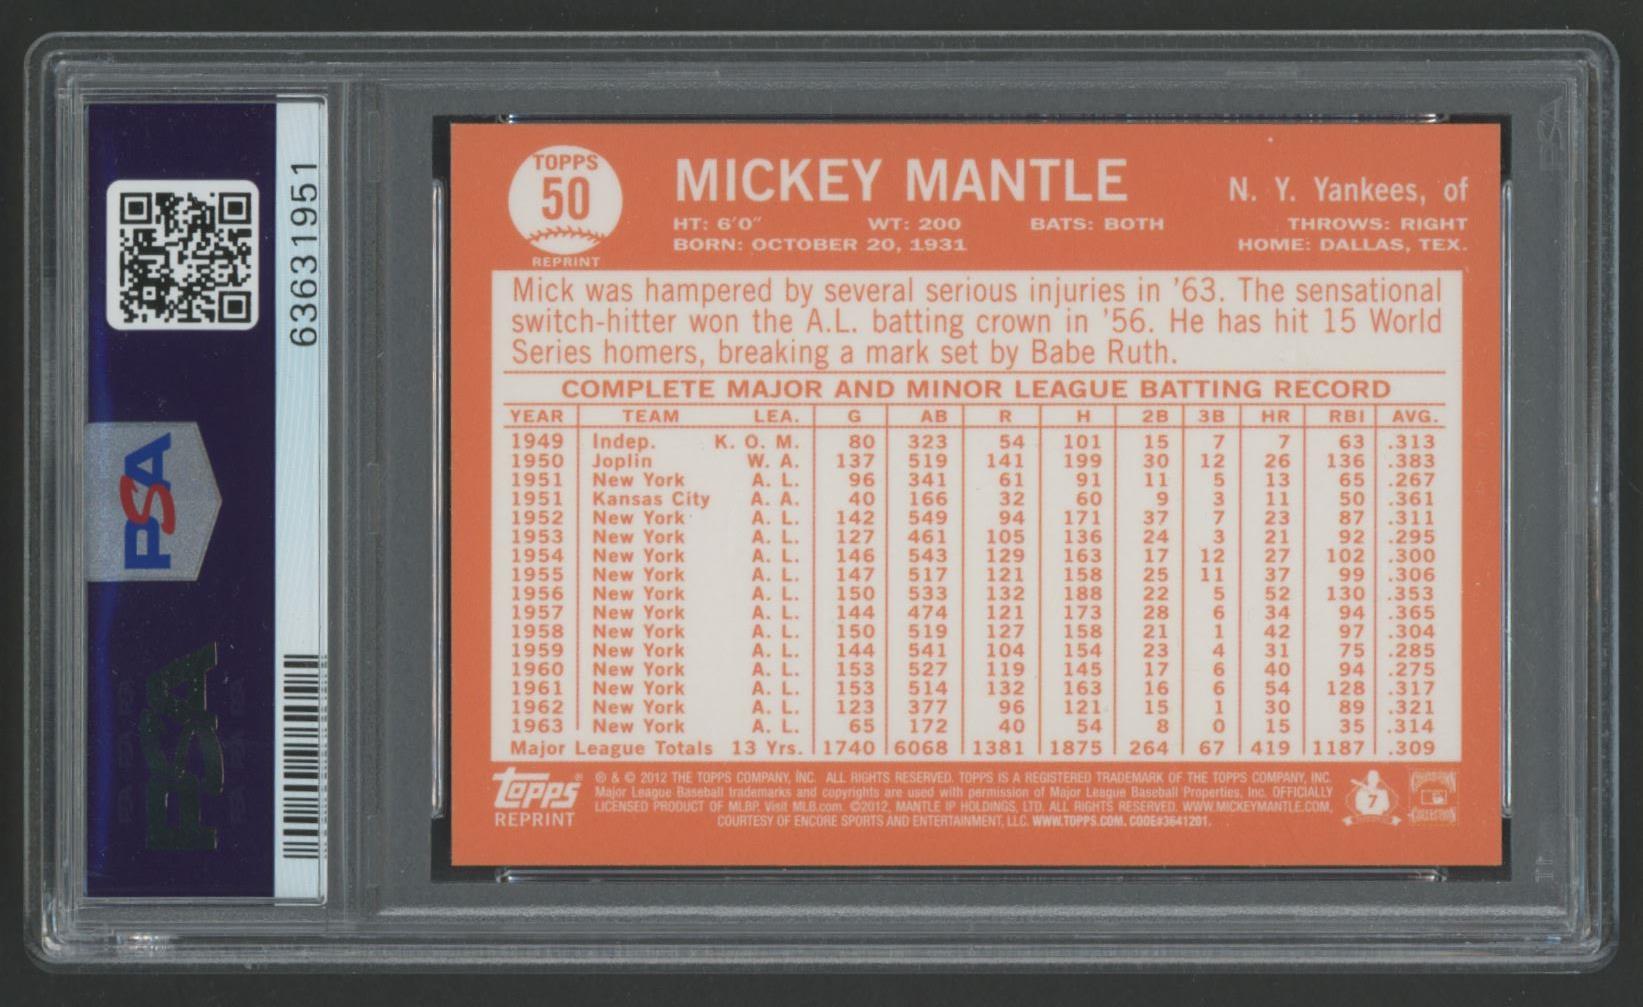 63631951
PSA
PSA
TOPPS
50
REPRINT
MICKEY MANTLE
N. Y. Yankees, of
HT: 6'0" WT: 200 BATS: BOTH THROWS: RIGHT
BORN: OCTOBER 20, 1931 HOME: DALLAS, TEX.
Mick was hampered by several serious injuries in '63. The sensational
switch-hitter won the A.L. batting crown in '56. He has hit 15 World
Series homers, breaking a mark set by Babe Ruth.
COMPLETE MAJOR AND MINOR LEAGUE BATTING RECORD
YEAR TEAM LEA. G AB R H 2B 3B HR RBI AVG.
1949 Indep. K. O. M. 80 323 54 101 15 7 7 63 .313
1950 Joplin W. A. 137 519 141 199 30 12 26 136 .383
1951 New York A. L. 96 341 61 91 11 5 13 65 .267
1951 Kansas City A. A. 40 166 32 60 9 3 11 50 .361
1952 New York A. L. 142 549 94 171 37 7 23 87 .311
1953 New York A. L. 127 461 105 136 24 3 21 92 .295
1954 New York A. L. 146 543 129 163 17 12 27 102 .300
1955 New York A. L. 147 517 121 158 25 11 37 99 .306
1956 New York A. L. 150 533 132 188 22 5 52 130 .353
1957 New York A. L. 144 474 121 173 28 6 34 94 .365
1958 New York A. L. 150 519 127 158 21 1 42 97 .304
1959 New York A. L. 144 541 104 154 23 4 31 75 .285
1960 New York A. L. 153 527 119 145 17 6 40 94 .275
1961 New York A. L. 153 514 132 163 16 6 54 128 .317
1962 New York A. L. 123 377 96 121 15 1 30 89 .321
1963 New York A. L. 65 172 40 54 8 0 15 35 .314
Major League Totals 13 Yrs. 1740 6068 1381 1875 264 67 419 1187 .309
Topps®
REPRINT
® & © 2012 THE TOPPS COMPANY, INC. ALL RIGHTS RESERVED. TOPPS IS A REGISTERED TRADEMARK OF THE TOPPS COMPANY, INC.
Major League Baseball trademarks and copyrights are used with permission of Major League Baseball Properties, Inc. OFFICIALLY
LICENSED PRODUCT OF MLBP. Visit MLB.com. ©2012, MANTLE IP HOLDINGS, LTD. ALL RIGHTS RESERVED. WWW.MICKEYMANTLE.COM,
COURTESY OF ENCORE SPORTS AND ENTERTAINMENT, LLC. WWW.TOPPS.COM. CODE#3641201.
7
PSA